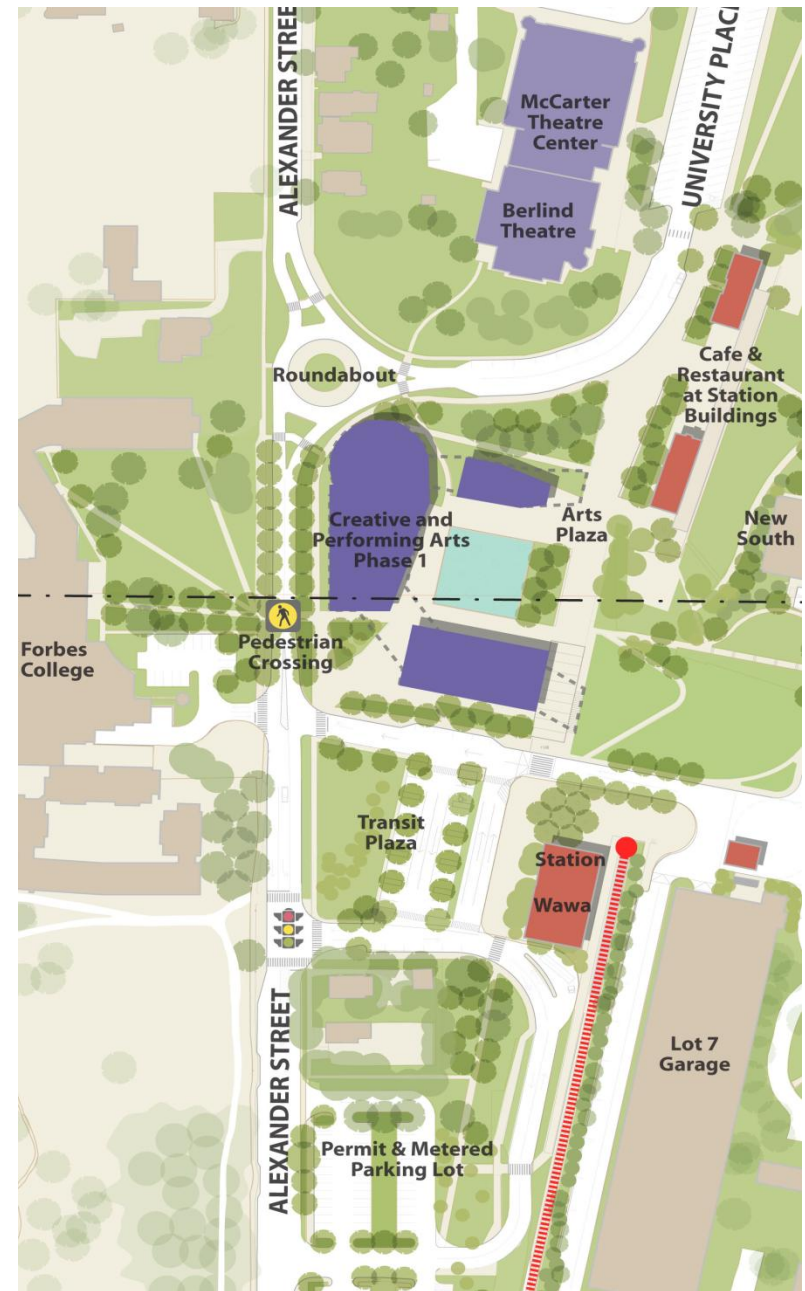 ALEXANDER STREET
UNIVERSITY PLACE
McCarter
Theatre
Center
Berlind
Theatre
Roundabout
Cafe &
Restaurant
at Station
Buildings
Creative and
Performing Arts
Phase 1
Arts
Plaza
New
South
Forbes
College
Pedestrian
Crossing
Transit
Plaza
Station
Wawa
ALEXANDER STREET
Lot 7
Garage
Permit & Metered
Parking Lot